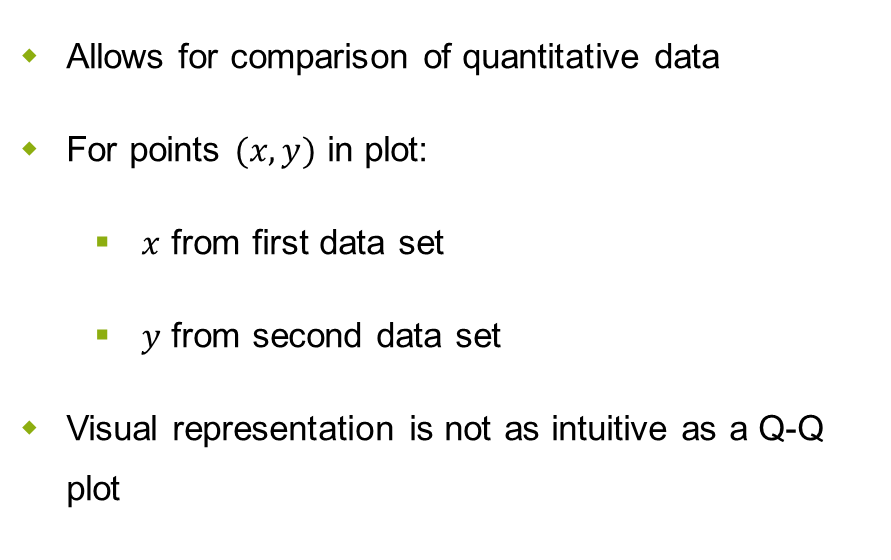 Allows for comparison of quantitative data
For points (x, y) in plot:
x from first data set
y from second data set
Visual representation is not as intuitive as a Q-Q
plot